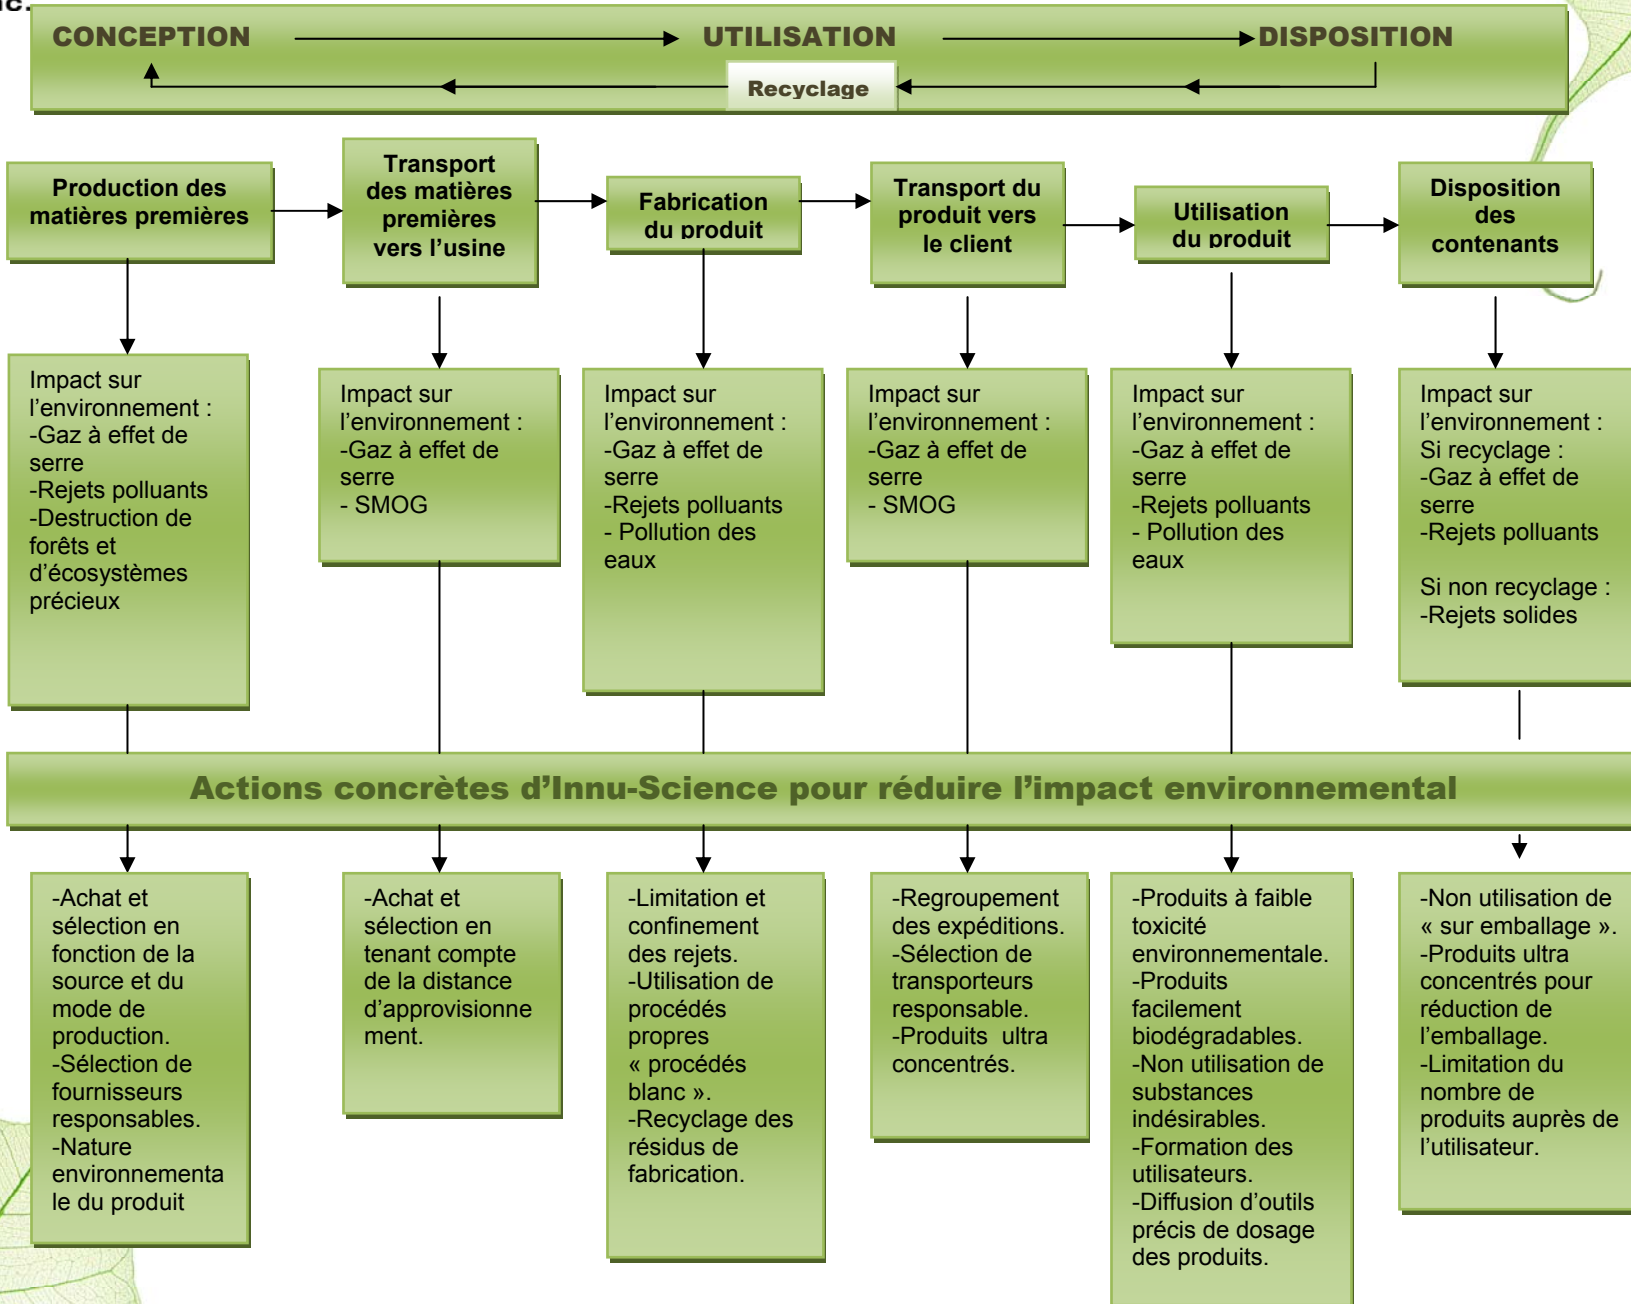 CONCEPTION
UTILISATION
DISPOSITION
Recyclage
Production des
matières premières
Transport
des matières
premières
vers l’usine
Fabrication
du produit
Transport du
produit vers
le client
Utilisation
du produit
Disposition
des
contenants
Impact sur
l’environnement :
-Gaz à effet de
serre
-Rejets polluants
-Destruction de
forêts et
d’écosystèmes
précieux
Impact sur
l’environnement :
-Gaz à effet de
serre
- SMOG
Impact sur
l’environnement :
-Gaz à effet de
serre
-Rejets polluants
- Pollution des
eaux
Impact sur
l’environnement :
-Gaz à effet de
serre
- SMOG
Impact sur
l’environnement :
-Gaz à effet de
serre
-Rejets polluants
- Pollution des
eaux
Impact sur
l’environnement :
Si recyclage :
-Gaz à effet de
serre
-Rejets polluants
Si non recyclage :
-Rejets solides
Actions concrètes d’Innu-Science pour réduire l’impact environnemental
-Achat et
sélection en
fonction de la
source et du
mode de
production.
-Sélection de
fournisseurs
responsables.
-Nature
environnementa
le du produit
-Achat et
sélection en
tenant compte
de la distance
d’approvisionne
ment.
-Limitation et
confinement
des rejets.
-Utilisation de
procédés
propres
« procédés
blanc ».
-Recyclage des
résidus de
fabrication.
-Regroupement
des expéditions.
-Sélection de
transporteurs
responsable.
-Produits  ultra
concentrés.
-Produits à faible
toxicité
environnementale.
-Produits
facilement
biodégradables.
-Non utilisation de
substances
indésirables.
-Formation des
utilisateurs.
-Diffusion d’outils
précis de dosage
des produits.
-Non utilisation de
« sur emballage ».
-Produits ultra
concentrés pour
réduction de
l’emballage.
-Limitation du
nombre de
produits auprès de
l’utilisateur.